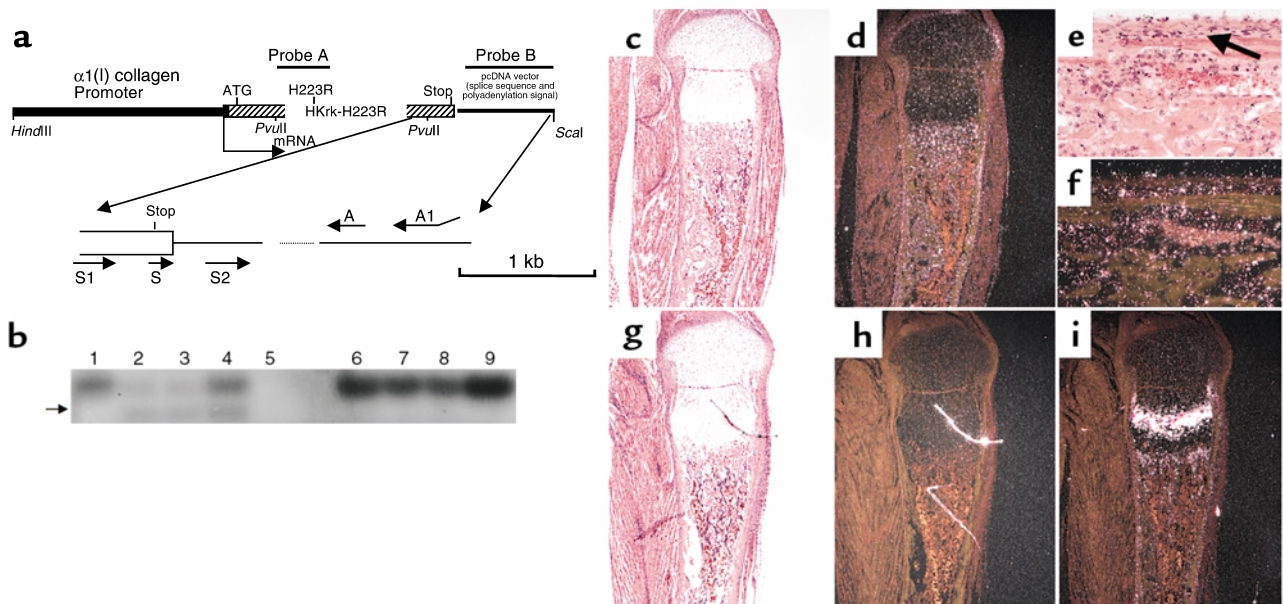 a
Probe A
Probe B
α1(I) collagen
Promoter
pcDNA vector
(splice sequence and
polyadenylation signal)
ATG
H223R
Stop
HKrk-H223R
HindIII
PvuII
PvuII
ScaI
mRNA
Stop
A
A1
S1
S
S2
1 kb
b
1 2 3 4 5 6 7 8 9
c
d
e
f
g
h
i